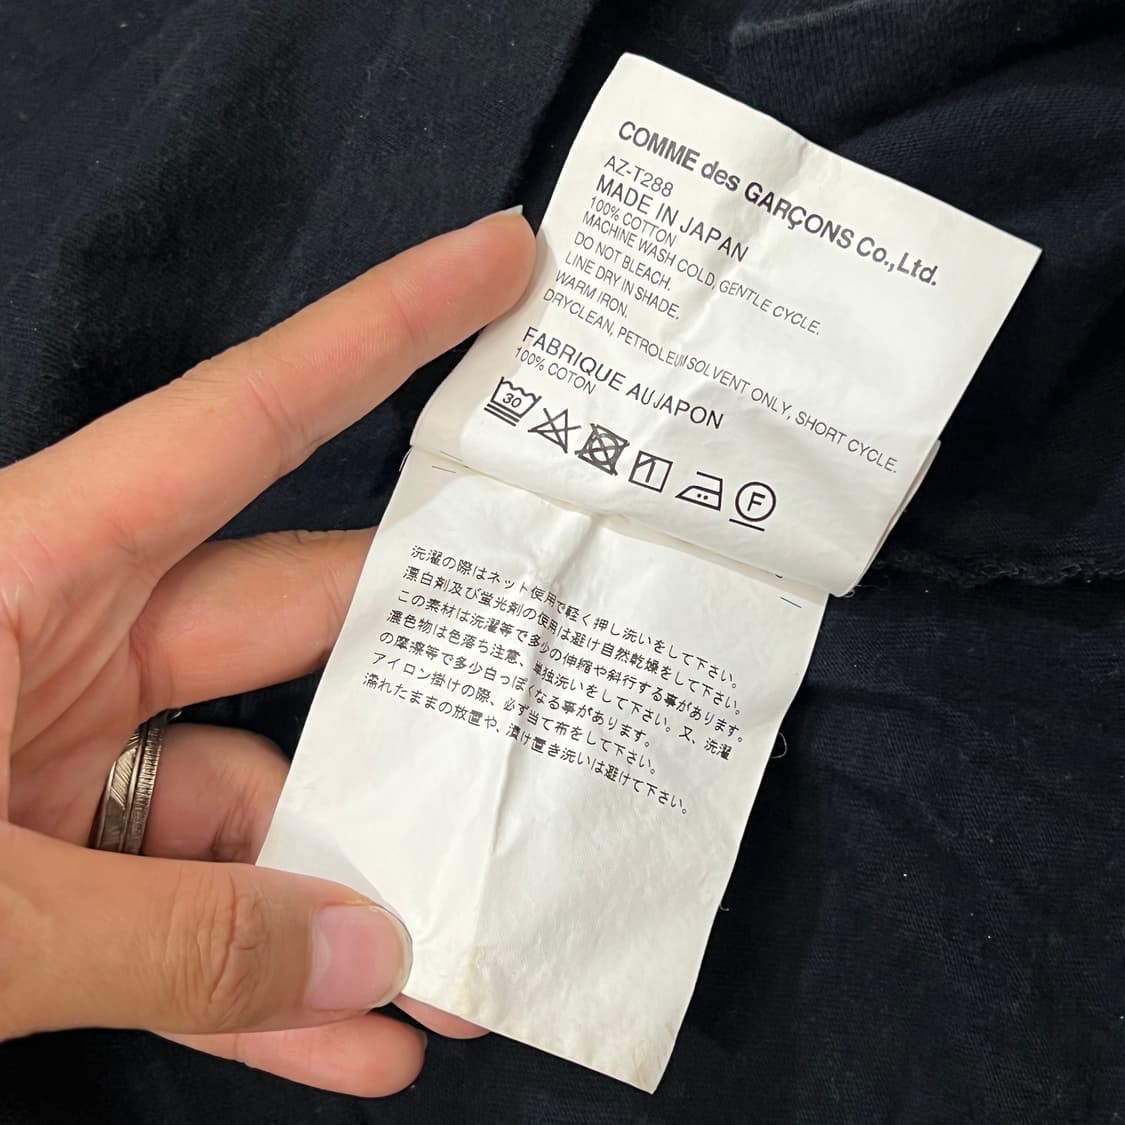 COMME des GARÇONS Co.,Ltd.
AZ-T288
MADE IN JAPAN
100% COTTON
MACHINE WASH COLD, GENTLE CYCLE.
DO NOT BLEACH.
LINE DRY IN SHADE.
WARM IRON.
DRYCLEAN, PETROLEUM SOLVENT ONLY, SHORT CYCLE.
FABRIQUE AU JAPON
100% COTON
30 F
洗濯の際はネット使用で軽く押し洗いをして下さい。
漂白剤及び蛍光剤の使用は避け自然乾燥をして下さい。
この素材は洗濯等で多少の伸縮や斜行する事があります。
濃色物は色落ち注意、単独洗いをして下さい。又、洗濯
の摩擦等で多少白っぽくなる事があります。
アイロン掛けの際、必ず当て布をして下さい。
濡れたままの放置や、漬け置き洗いは避けて下さい。